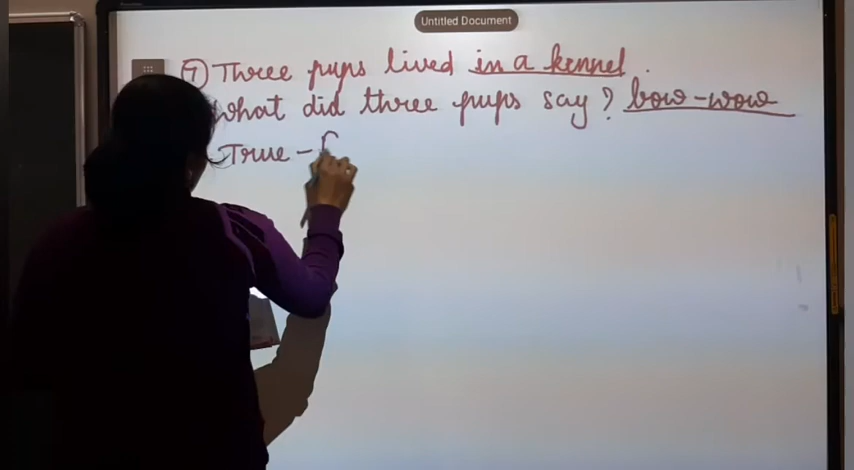 Untitled Document
7 Three pups lived in a kennel.
what did three pups say? bow-wow
True -